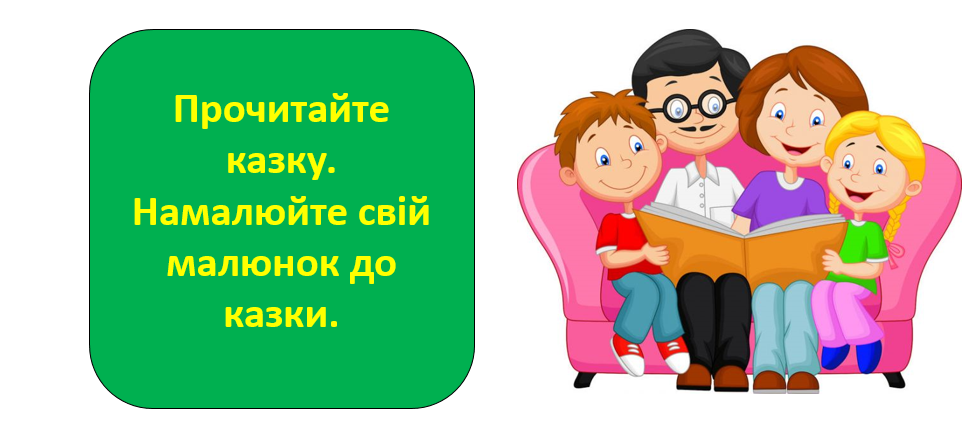 Прочитайте
казку.
Намалюйте свій
малюнок до
казки.